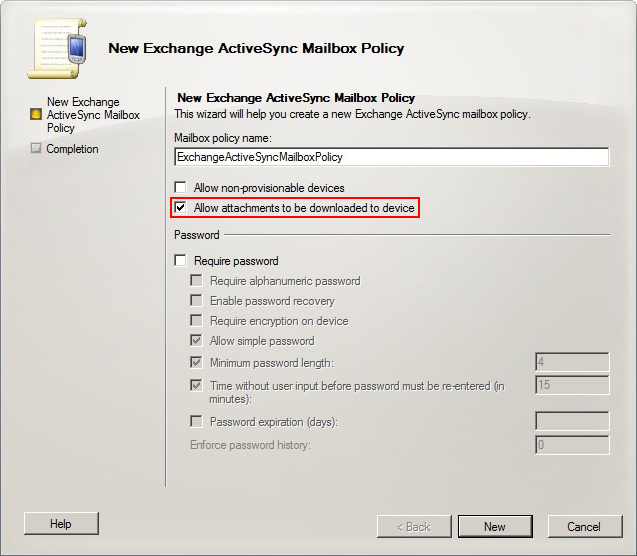 New Exchange ActiveSync Mailbox Policy
New Exchange
ActiveSync Mailbox
Policy
Completion
New Exchange ActiveSync Mailbox Policy
This wizard will help you create a new Exchange ActiveSync mailbox policy.
Mailbox policy name:
ExchangeActiveSyncMailboxPolicy
Allow non-provisionable devices
Allow attachments to be downloaded to device
Password
Require password
Require alphanumeric password
Enable password recovery
Require encryption on device
Allow simple password
Minimum password length: 4
Time without user input before password must be re-entered (in 15
minutes):
Password expiration (days):
Enforce password history: 0
Help < Back New Cancel